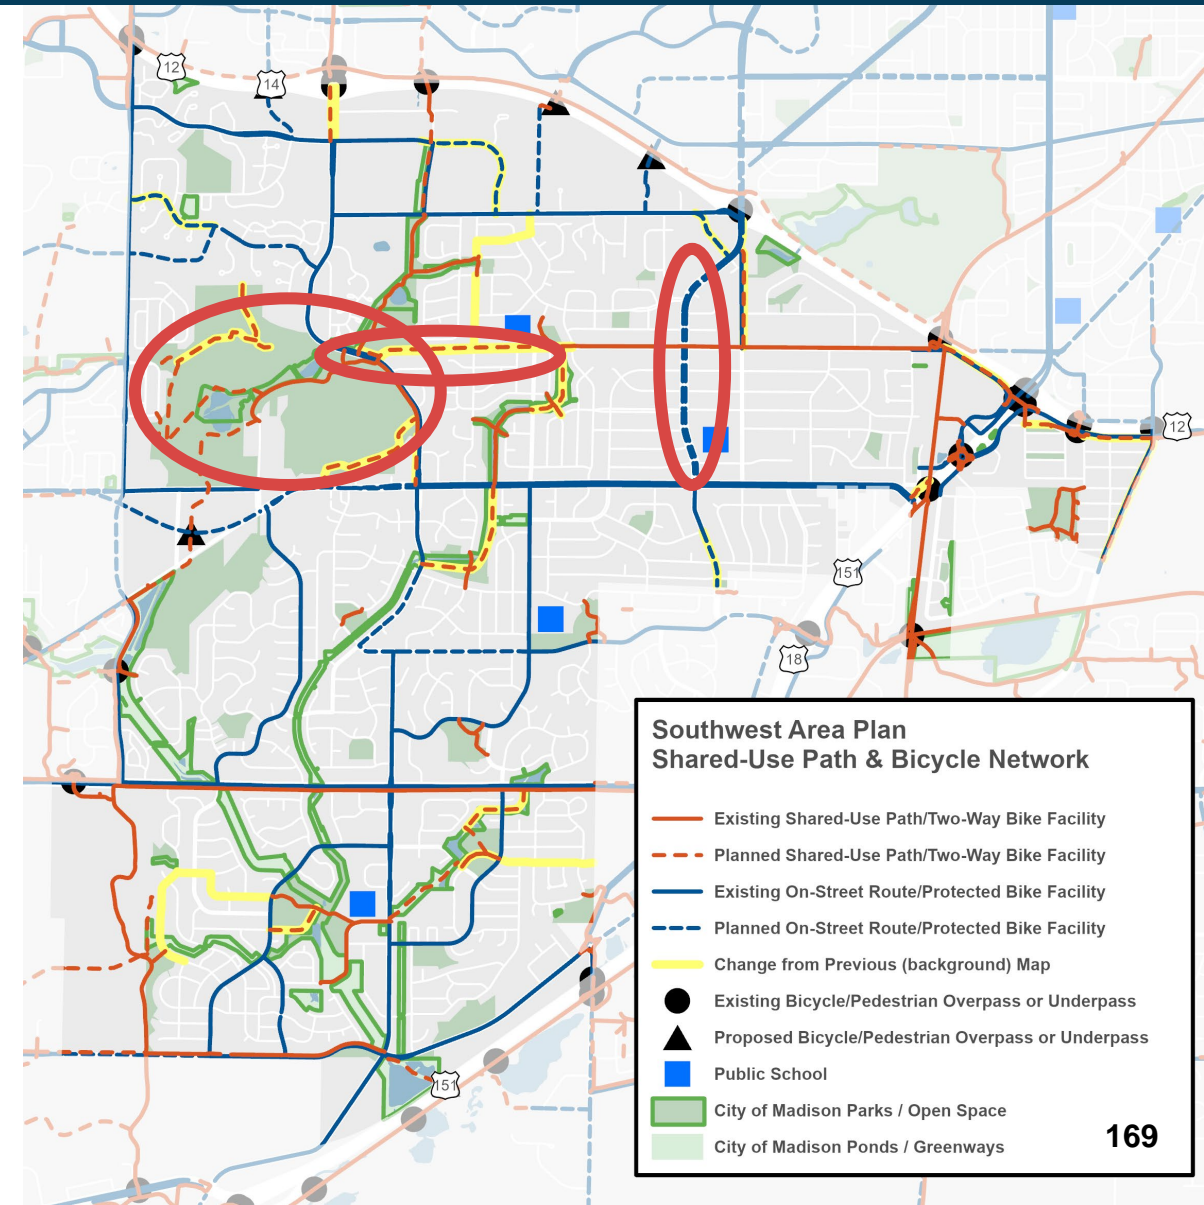 12
14
12
151
18
151
Southwest Area Plan
Shared-Use Path & Bicycle Network
Existing Shared-Use Path/Two-Way Bike Facility
Planned Shared-Use Path/Two-Way Bike Facility
Existing On-Street Route/Protected Bike Facility
Planned On-Street Route/Protected Bike Facility
Change from Previous (background) Map
Existing Bicycle/Pedestrian Overpass or Underpass
Proposed Bicycle/Pedestrian Overpass or Underpass
Public School
City of Madison Parks / Open Space
City of Madison Ponds / Greenways
169